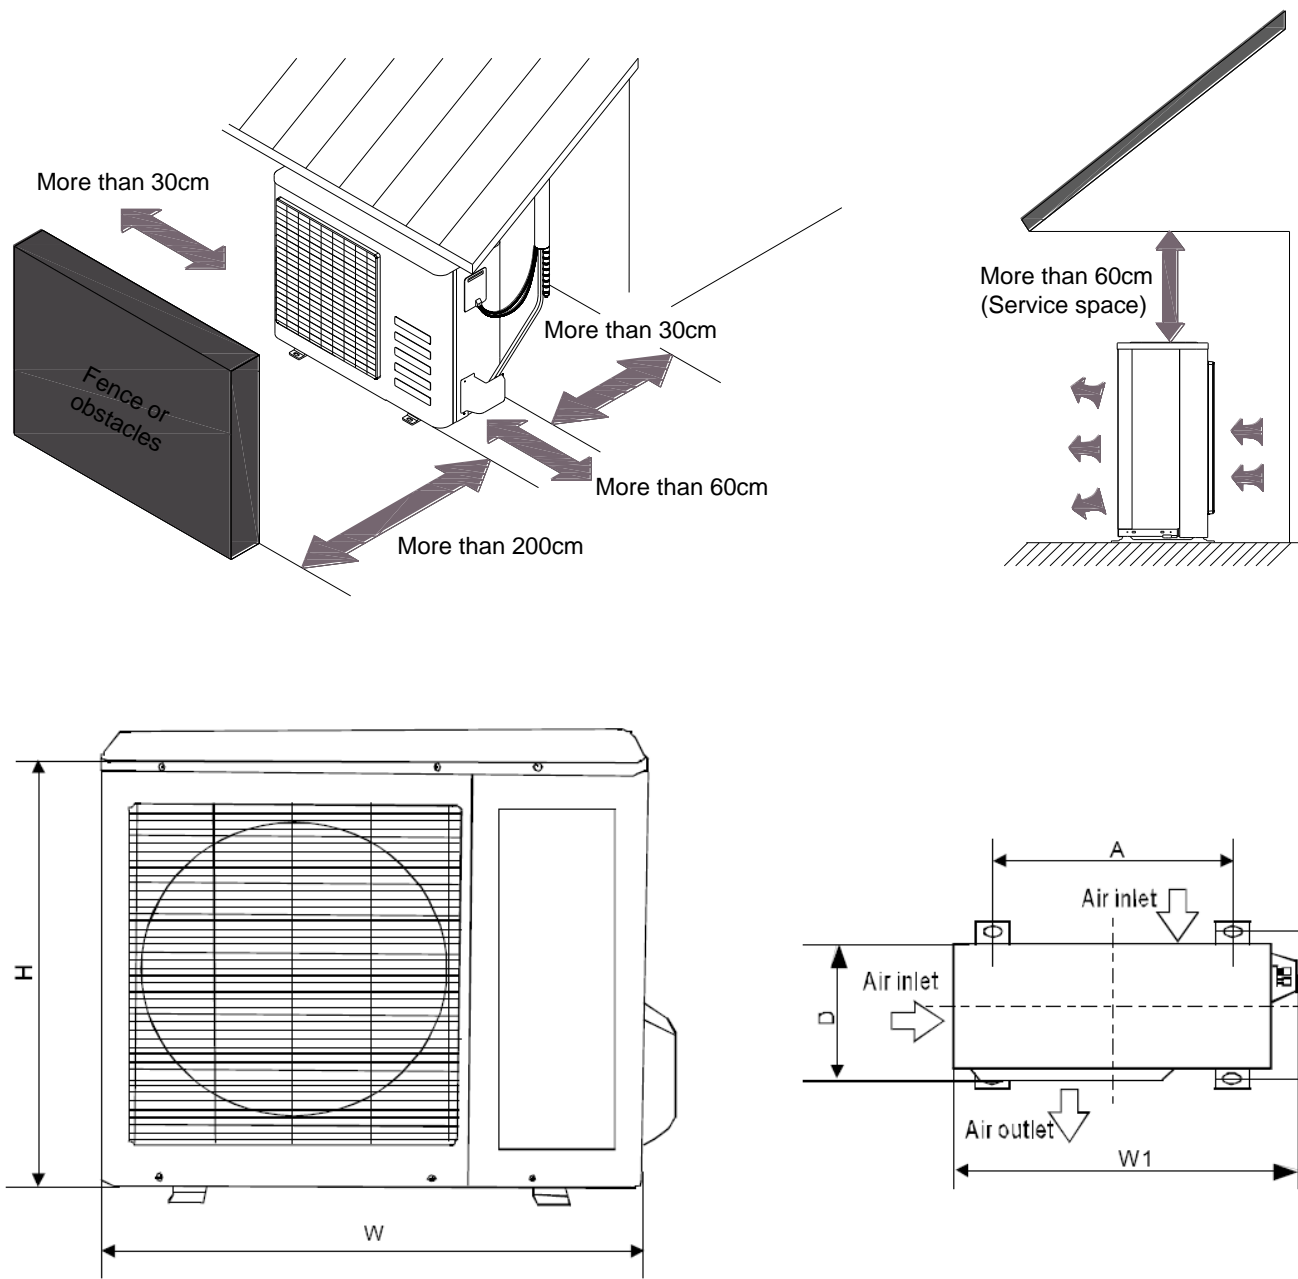 More than 30cm
More than 60cm
(Service space)
More than 30cm
Fence or
obstacles
More than 60cm
More than 200cm
A
Air inlet
H
Air inlet
D
Air outlet
W1
W